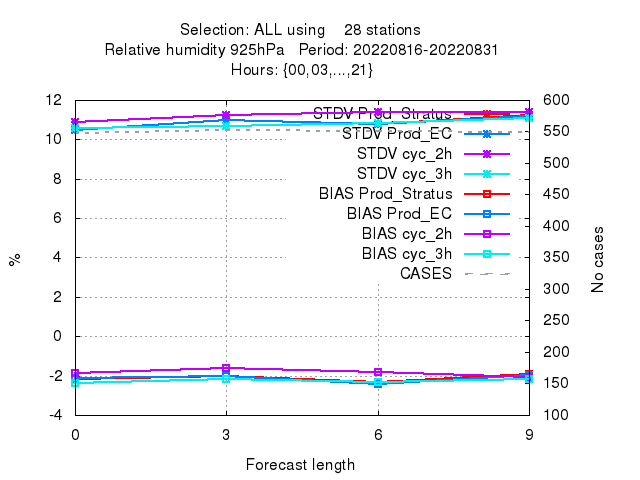 Selection: ALL using 28 stations
Relative humidity 925hPa Period: 20220816-20220831
Hours: {00,03,...,21}
12
10
8
6
4
2
0
-2
-4
%
600
550
500
450
400
350
300
250
200
150
100
No cases
STDV Prod_Stratus
STDV Prod_EC
STDV cyc_2h
STDV cyc_3h
BIAS Prod_Stratus
BIAS Prod_EC
BIAS cyc_2h
BIAS cyc_3h
CASES
0 3 6 9
Forecast length